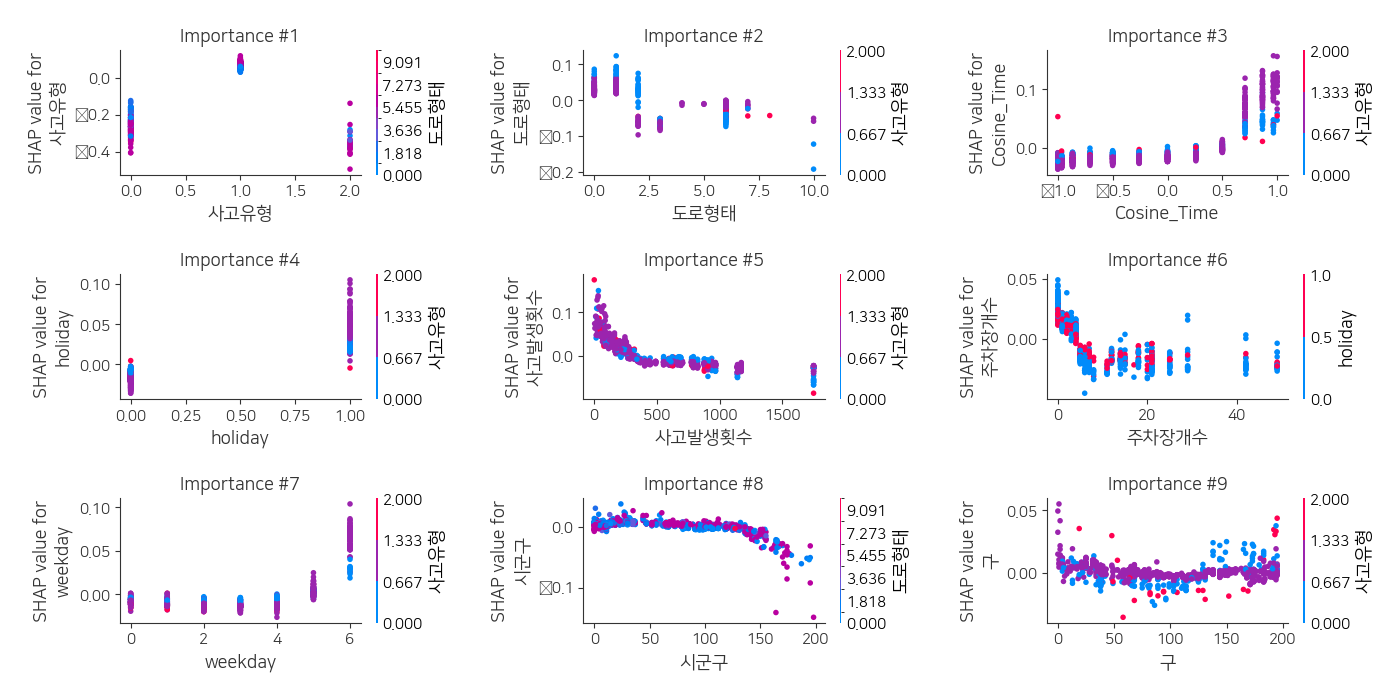 Importance #1
SHAP value for
사고유형
0.0
0.2
0.4
0.0
0.5
1.0
1.5
2.0
사고유형
9.091
7.273
5.455
3.636
1.818
0.000
도로형태
Importance #2
SHAP value for
도로형태
0.1
0.0
0.1
0.2
0.0
2.5
5.0
7.5
10.0
도로형태
2.000
1.333
0.667
0.000
사고유형
Importance #3
SHAP value for
Cosine_Time
0.1
0.0
1.0
0.5
0.0
0.5
1.0
Cosine_Time
2.000
1.333
0.667
0.000
사고유형
Importance #4
SHAP value for
holiday
0.10
0.05
0.00
0.00
0.25
0.50
0.75
1.00
holiday
2.000
1.333
0.667
0.000
사고유형
Importance #5
SHAP value for
사고발생횟수
0.1
0.0
0
500
1000
1500
사고발생횟수
2.000
1.333
0.667
0.000
사고유형
Importance #6
SHAP value for
주차장개수
0.05
0.00
0
20
40
주차장개수
1.0
0.5
0.0
holiday
Importance #7
SHAP value for
weekday
0.10
0.05
0.00
0
2
4
6
weekday
2.000
1.333
0.667
0.000
사고유형
Importance #8
SHAP value for
시군구
0.0
0.1
0
50
100
150
200
시군구
9.091
7.273
5.455
3.636
1.818
0.000
도로형태
Importance #9
SHAP value for
구
0.05
0.00
0
50
100
150
200
구
2.000
1.333
0.667
0.000
사고유형